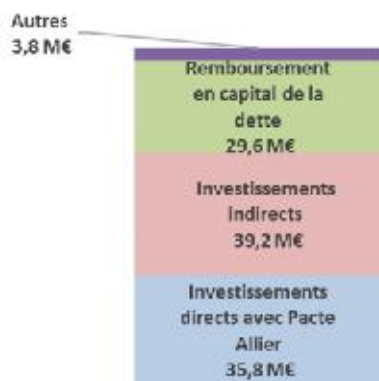 Autres
3,8 M€
Remboursement
en capital de la
dette
29,6 M€
Investissements
indirects
39,2 M€
Investissements
directs avec Pacte
Allier
35,8 M€